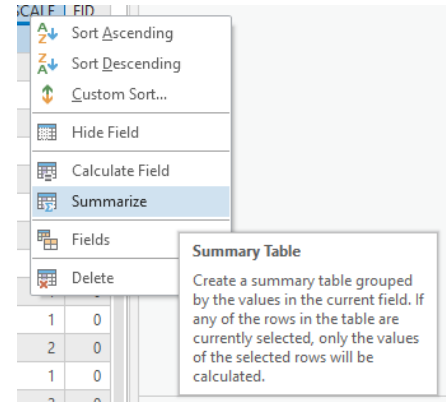 SCALE FID
Sort Ascending
Sort Descending
Custom Sort...
Hide Field
Calculate Field
Summarize
Fields
Delete
Summary Table
Create a summary table grouped
by the values in the current field. If
any of the rows in the table are
currently selected, only the values
of the selected rows will be
calculated.
1 0
2 0
1 0